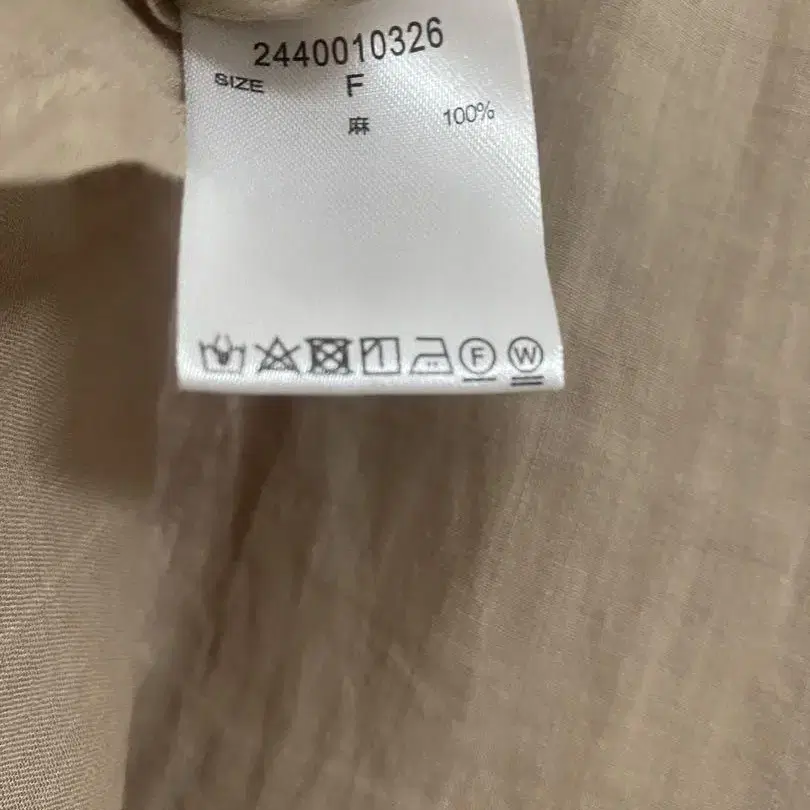 2440010326
SIZE F
麻 100%
F W